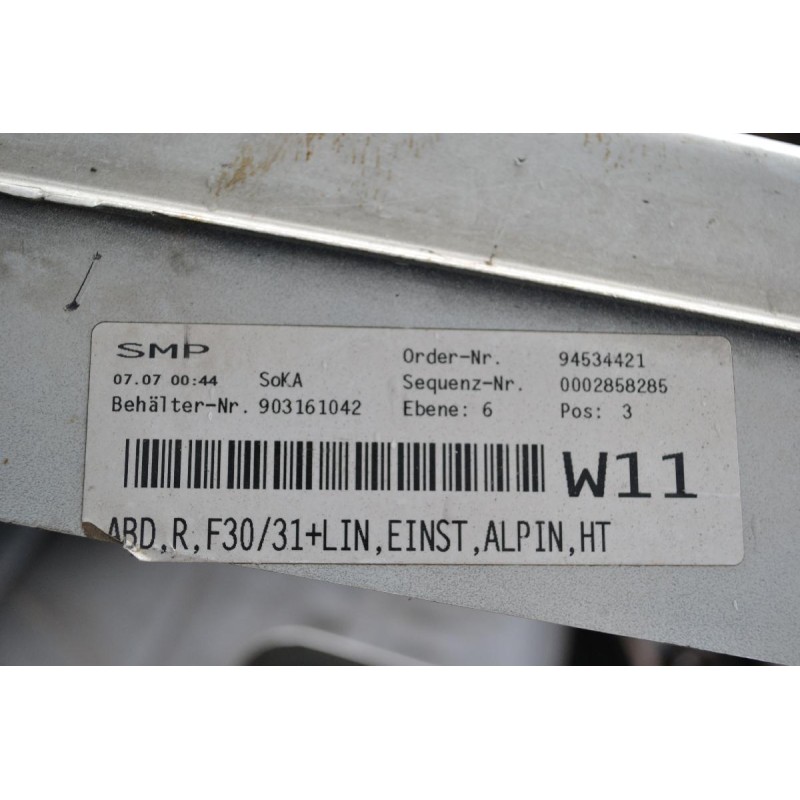 SMP Order-Nr. 94534421
07.07 00:44 SoKA Sequenz-Nr. 0002858285
Behälter-Nr. 903161042 Ebene: 6 Pos: 3
W11
ABD,R,F30/31+LIN,EINST,ALPIN,HT